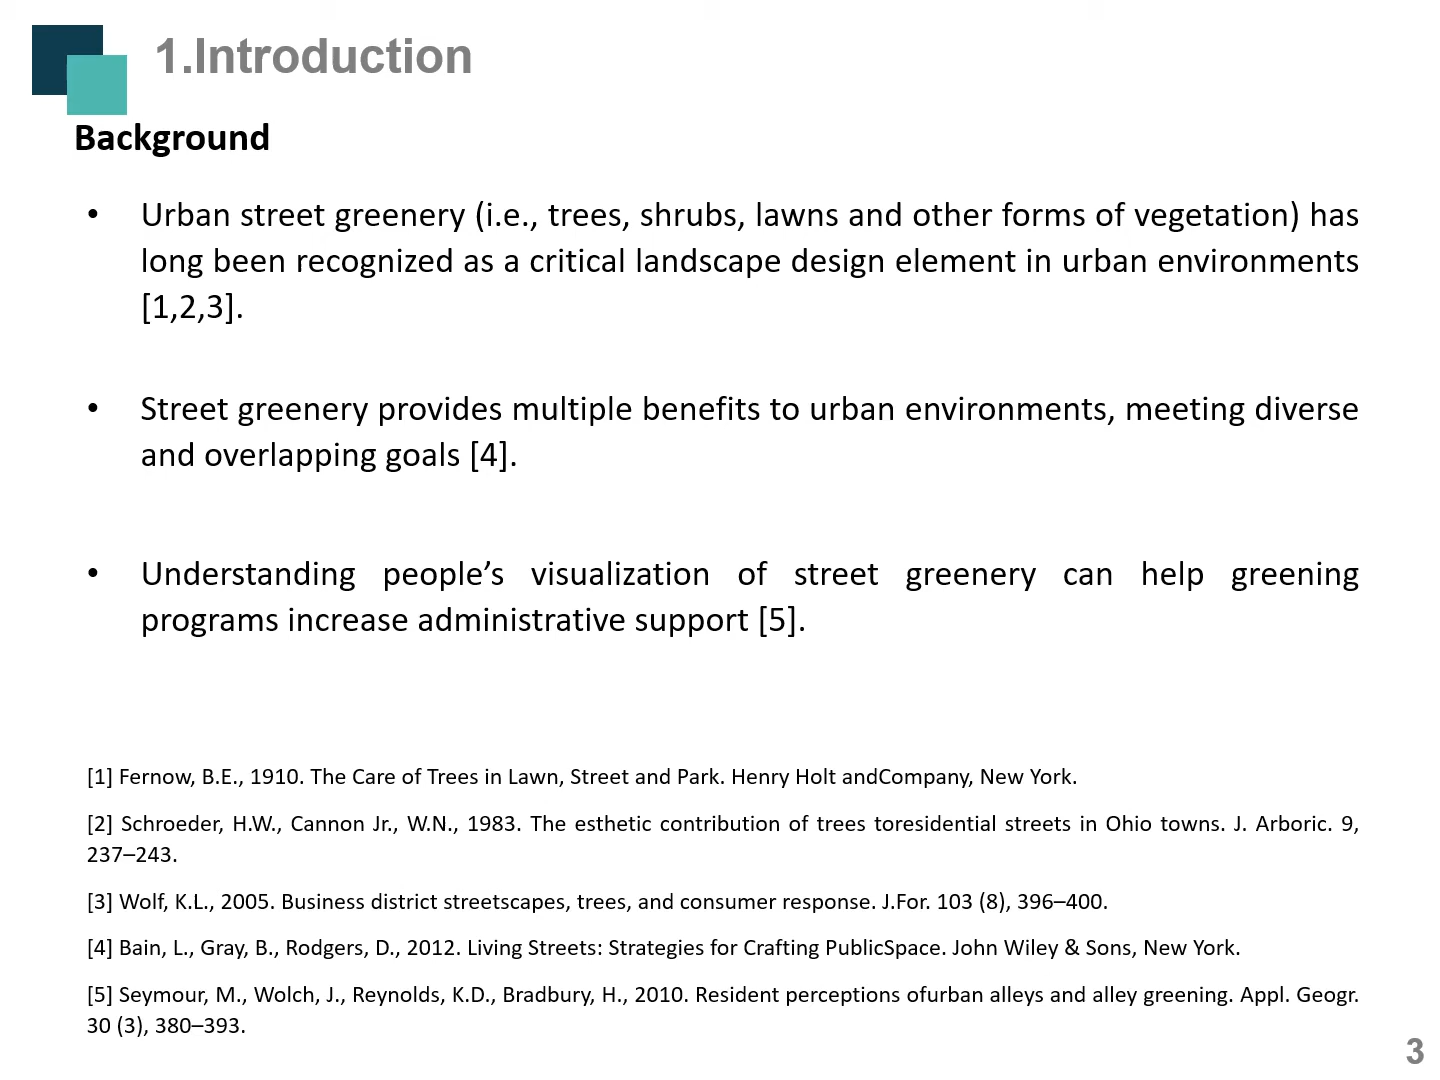 1.Introduction
Background
• Urban street greenery (i.e., trees, shrubs, lawns and other forms of vegetation) has
long been recognized as a critical landscape design element in urban environments
[1,2,3].
• Street greenery provides multiple benefits to urban environments, meeting diverse
and overlapping goals [4].
• Understanding people’s visualization of street greenery can help greening
programs increase administrative support [5].
[1] Fernow, B.E., 1910. The Care of Trees in Lawn, Street and Park. Henry Holt andCompany, New York.
[2] Schroeder, H.W., Cannon Jr., W.N., 1983. The esthetic contribution of trees toresidential streets in Ohio towns. J. Arboric. 9,
237–243.
[3] Wolf, K.L., 2005. Business district streetscapes, trees, and consumer response. J.For. 103 (8), 396–400.
[4] Bain, L., Gray, B., Rodgers, D., 2012. Living Streets: Strategies for Crafting PublicSpace. John Wiley & Sons, New York.
[5] Seymour, M., Wolch, J., Reynolds, K.D., Bradbury, H., 2010. Resident perceptions ofurban alleys and alley greening. Appl. Geogr.
30 (3), 380–393.
3